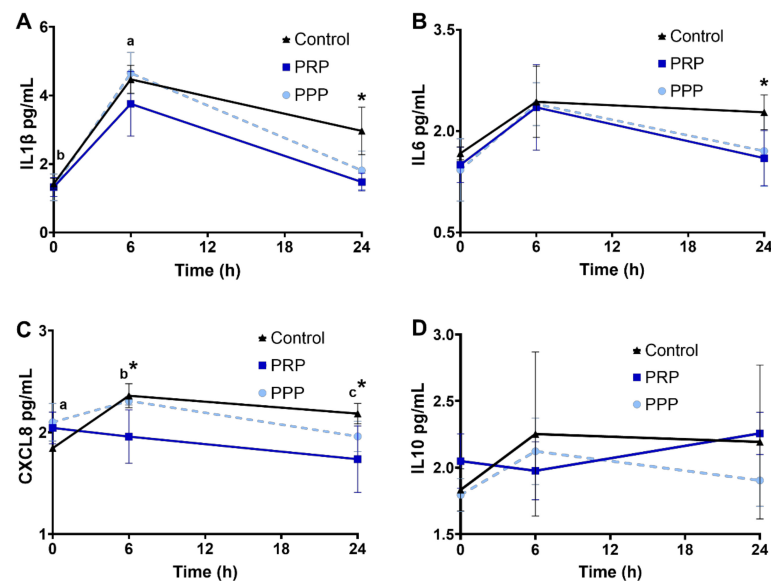 A
IL1β pg/mL
6
4
2
0
a
b
*
Control
PRP
PPP
0 6 12 18 24
Time (h)
B
IL6 pg/mL
3.5
2.0
0.5
*
Control
PRP
PPP
0 6 12 18 24
Time (h)
C
CXCL8 pg/mL
3
2
1
a
b*
c*
Control
PRP
PPP
0 6 12 18 24
Time (h)
D
IL10 pg/mL
3.0
2.5
2.0
1.5
Control
PRP
PPP
0 6 12 18 24
Time (h)